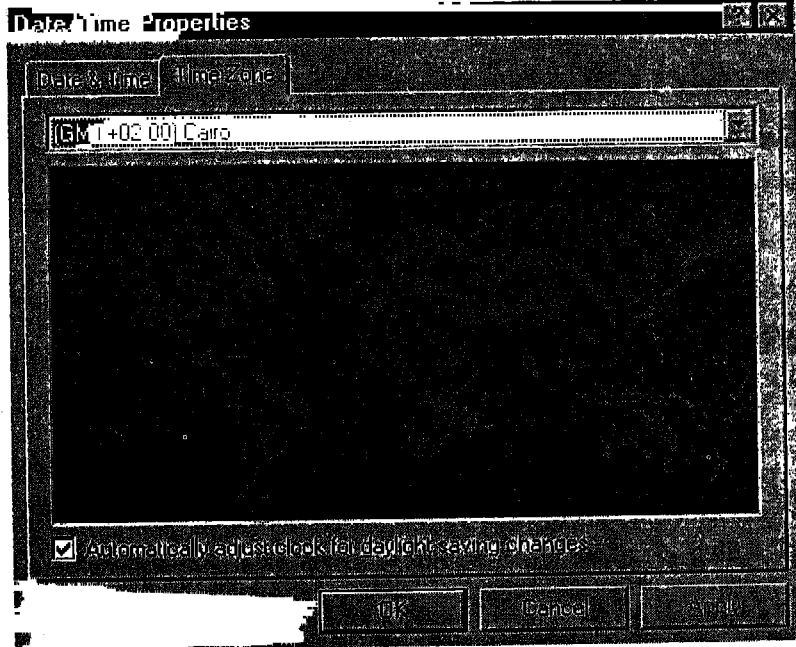 Date/Time Properties
Date & Time Time Zone
(GMT+02:00) Cairo
Automatically adjust clock for daylight saving changes
OK Cancel Apply